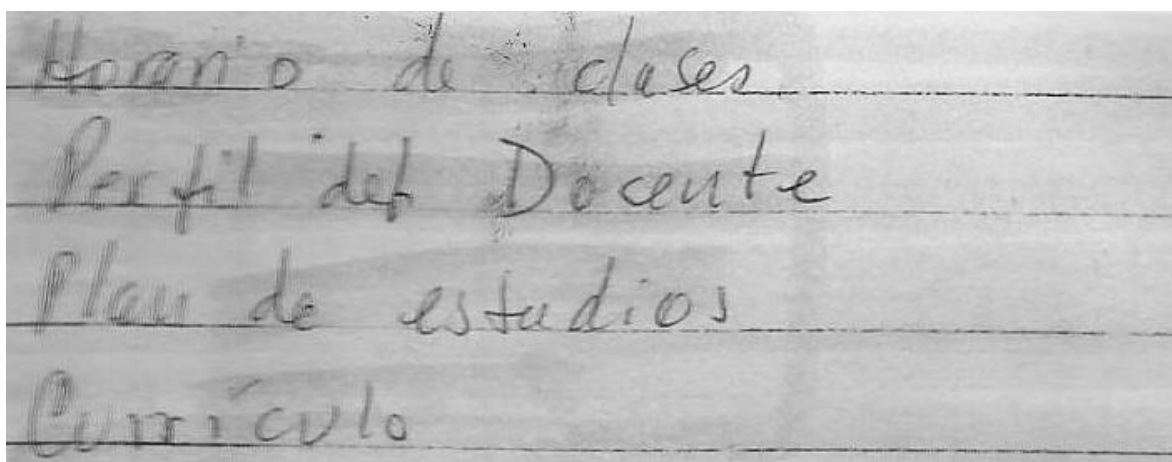 Horario de clases
Perfil del Docente
Plan de estudios
Currículo